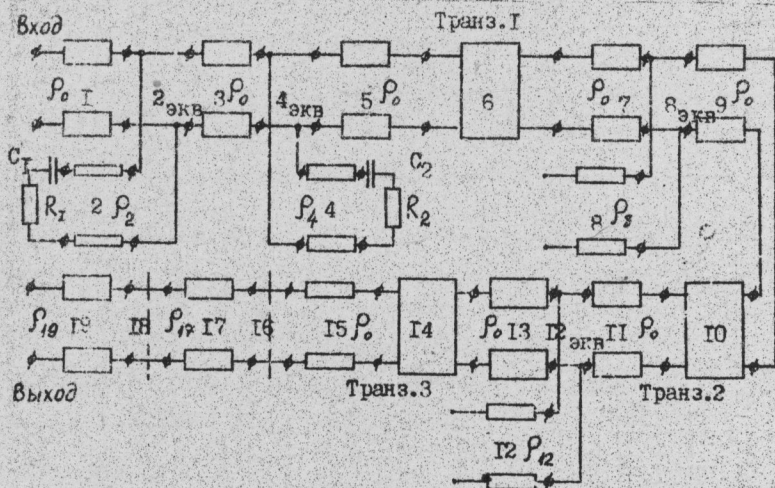 Вход
Транз.1
ρ₀ 1 2экв 3 ρ₀ 4экв 5 ρ₀ 6 ρ₀ 7 8экв 9 ρ₀
C₁ C₂
R₁ 2 ρ₂ ρ₄ 4 R₂ 8 ρ₈
ρ₁₉ 19 18 ρ₁₇ 17 16 15 ρ₀ 14 ρ₀ 13 12экв 11 ρ₀ 10
Выход Транз.3 Транз.2
12 ρ₁₂